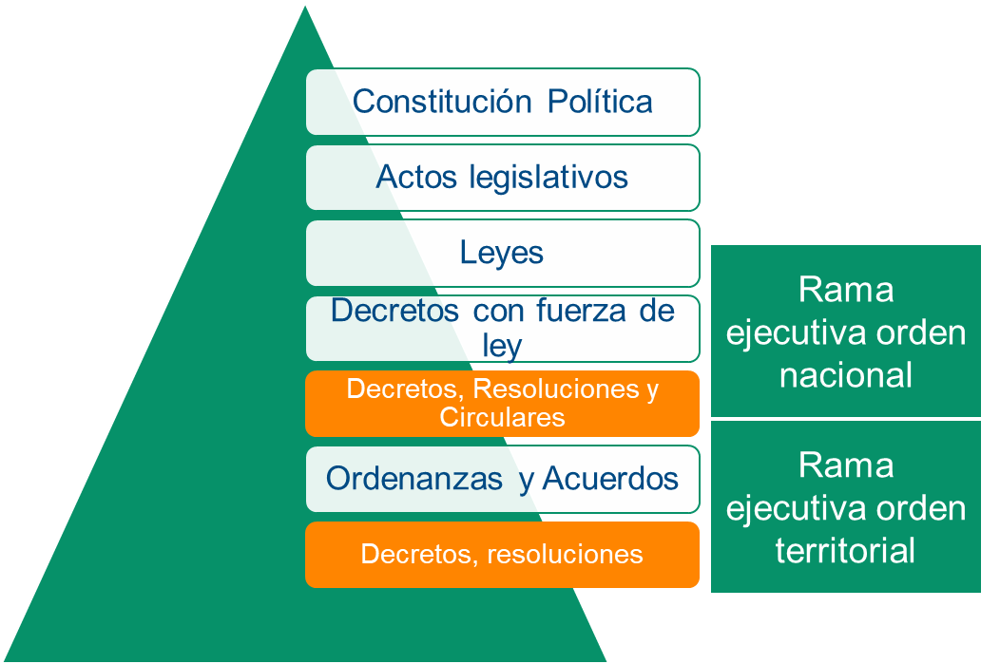 Constitución Política
Actos legislativos
Leyes
Decretos con fuerza de
ley
Decretos, Resoluciones y
Circulares
Ordenanzas y Acuerdos
Decretos, resoluciones
Rama
ejecutiva orden
nacional
Rama
ejecutiva orden
territorial